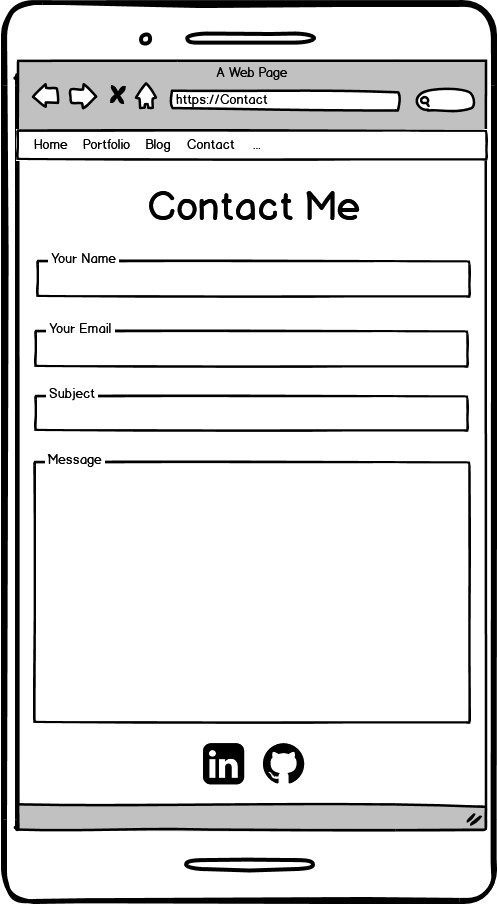 A Web Page
https://Contact
Home Portfolio Blog Contact ...
Contact Me
Your Name
Your Email
Subject
Message
in